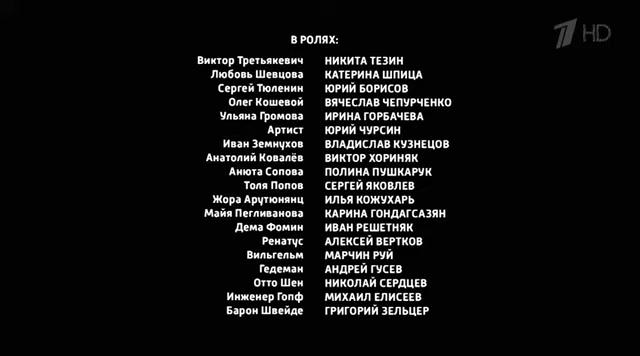 В РОЛЯХ:
1 HD
Виктор Третьякевич НИКИТА ТЕЗИН
Любовь Шевцова КАТЕРИНА ШПИЦА
Сергей Тюленин ЮРИЙ БОРИСОВ
Олег Кошевой ВЯЧЕСЛАВ ЧЕПУРЧЕНКО
Ульяна Громова ИРИНА ГОРБАЧЕВА
Артист ЮРИЙ ЧУРСИН
Иван Земнухов ВЛАДИСЛАВ КУЗНЕЦОВ
Анатолий Ковалёв ВИКТОР ХОРИНЯК
Анюта Сопова ПОЛИНА ПУШКАРУК
Толя Попов СЕРГЕЙ ЯКОВЛЕВ
Жора Арутюнянц ИЛЬЯ КОЖУХАРЬ
Майя Пегливанова КАРИНА ГОНДАГСАЗЯН
Дема Фомин ИВАН РЕШЕТНЯК
Ренатус АЛЕКСЕЙ ВЕРТКОВ
Вильгельм МАРЧИН РУЙ
Гедеман АНДРЕЙ ГУСЕВ
Отто Шен НИКОЛАЙ СЕРДЦЕВ
Инженер Гопф МИХАИЛ ЕЛИСЕЕВ
Барон Швейде ГРИГОРИЙ ЗЕЛЬЦЕР